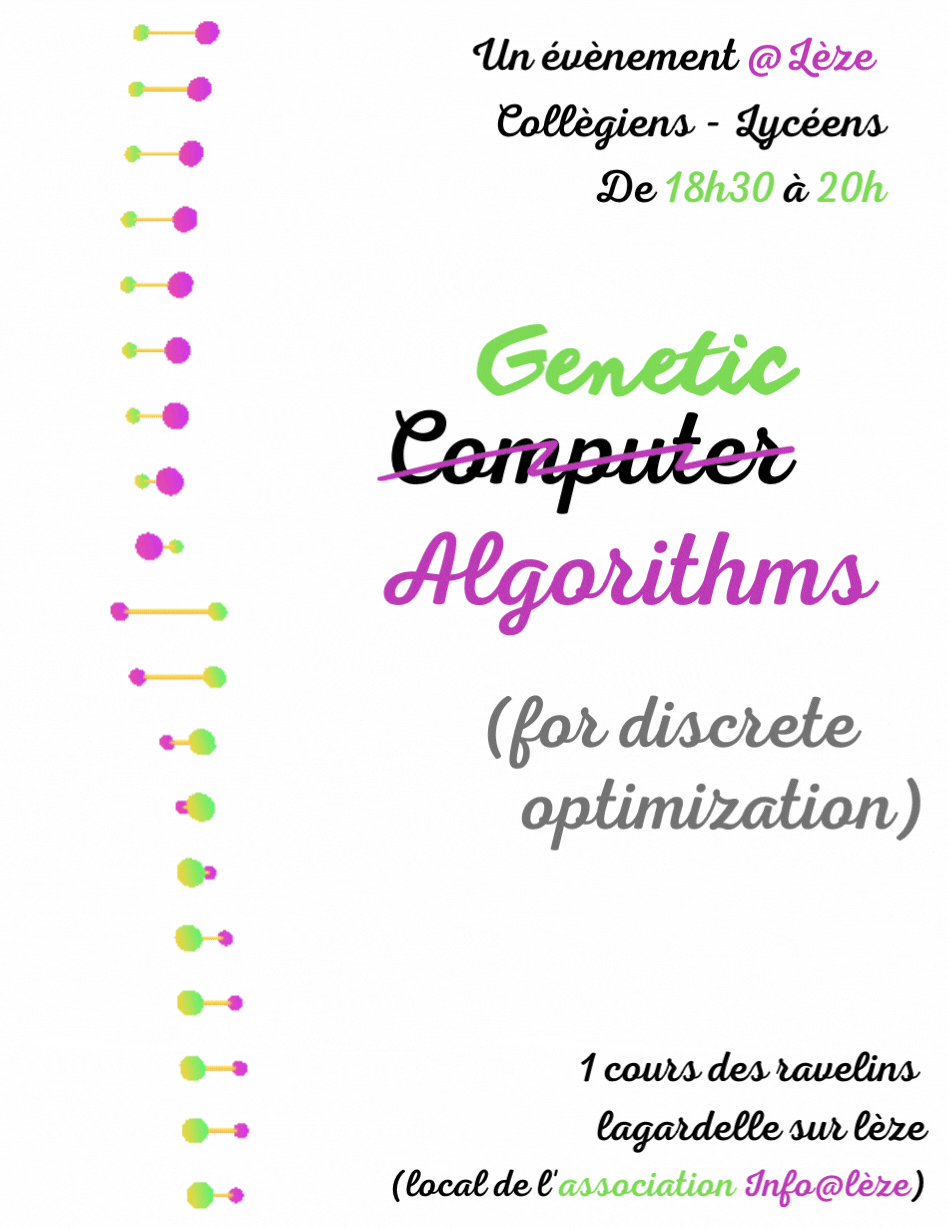 Un évènement @Lèze
Collègiens - Lycéens
De 18h30 à 20h
Genetic
Computer
Algorithms
(for discrete
optimization)
1 cours des ravelins
lagardelle sur lèze
(local de l'association Info@lèze)